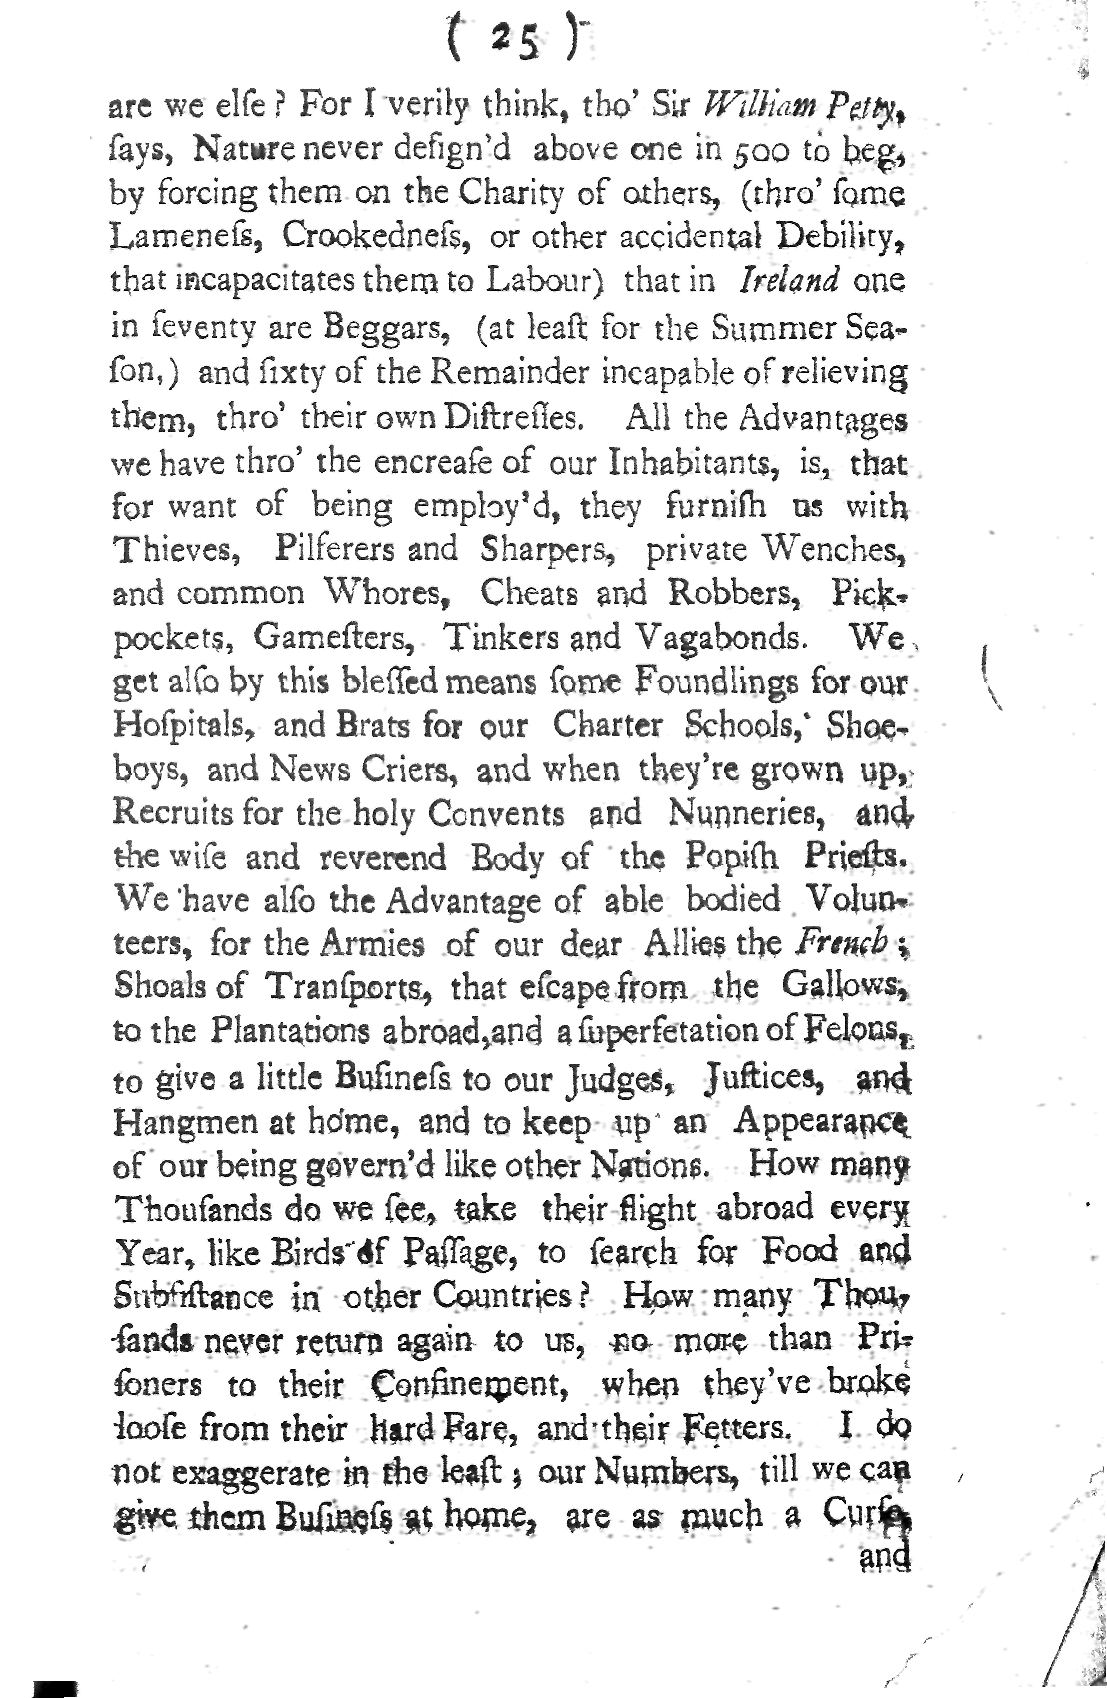 ( 25 )
are we elſe? For I verily think, tho' Sir William Petty,
ſays, Nature never deſign'd above one in 500 to beg,
by forcing them on the Charity of others, (thro' ſome
Lameneſs, Crookedneſs, or other accidental Debility,
that incapacitates them to Labour) that in Ireland one
in ſeventy are Beggars, (at leaſt for the Summer Sea-
ſon,) and ſixty of the Remainder incapable of relieving
them, thro' their own Diſtreſſes. All the Advantages
we have thro' the encreaſe of our Inhabitants, is, that
for want of being employ'd, they furniſh us with
Thieves, Pilferers and Sharpers, private Wenches,
and common Whores, Cheats and Robbers, Pick-
pockets, Gameſters, Tinkers and Vagabonds. We
get alſo by this bleſſed means ſome Foundlings for our
Hoſpitals, and Brats for our Charter Schools, Shoe-
boys, and News Criers, and when they're grown up,
Recruits for the holy Convents and Nunneries, and
the wiſe and reverend Body of the Popiſh Prieſts.
We have alſo the Advantage of able bodied Volun-
teers, for the Armies of our dear Allies the French;
Shoals of Tranſports, that eſcape from the Gallows,
to the Plantations abroad, and a ſuperfetation of Felons,
to give a little Buſineſs to our Judges, Juſtices, and
Hangmen at home, and to keep up an Appearance
of our being govern'd like other Nations. How many
Thouſands do we ſee, take their flight abroad every
Year, like Birds of Paſſage, to ſearch for Food and
Subſiſtance in other Countries? How many Thou-
ſands never return again to us, no more than Pri-
ſoners to their Confinement, when they've broke
looſe from their hard Fare, and their Fetters. I do
not exaggerate in the leaſt; our Numbers, till we can
give them Buſineſs at home, are as much a Curſe,
and